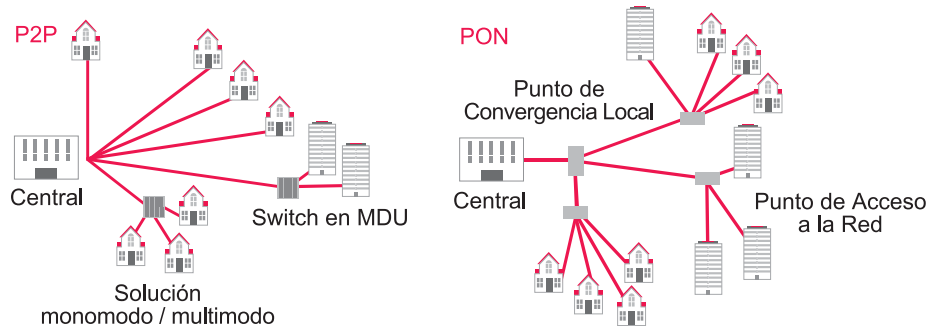 P2P
Central
Switch en MDU
Solución
monomodo / multimodo
PON
Punto de
Convergencia Local
Central
Punto de Acceso
a la Red